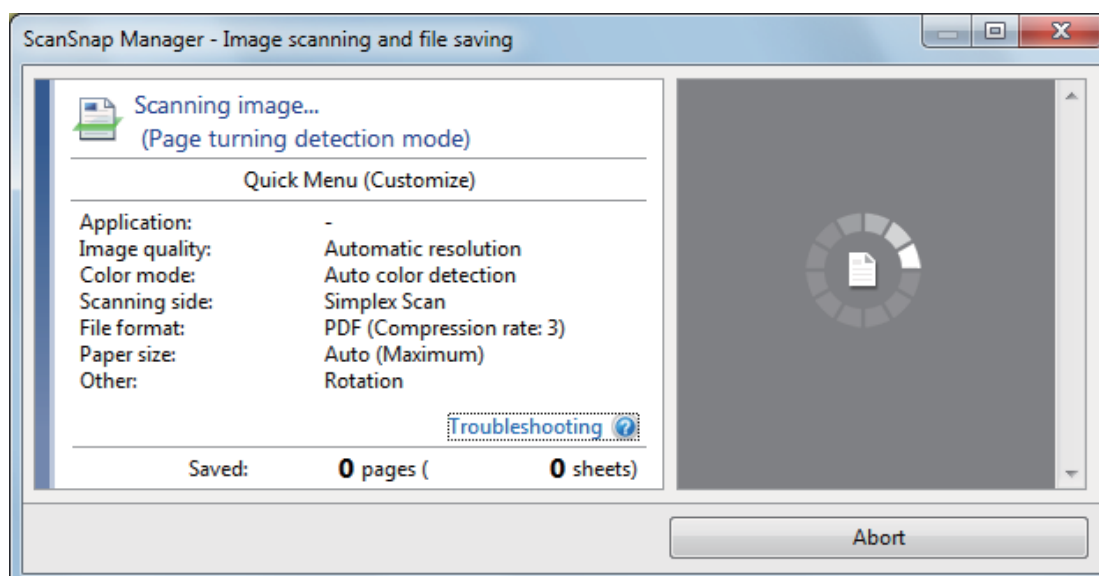 ScanSnap Manager - Image scanning and file saving
Scanning image...
(Page turning detection mode)
Quick Menu (Customize)
Application: -
Image quality: Automatic resolution
Color mode: Auto color detection
Scanning side: Simplex Scan
File format: PDF (Compression rate: 3)
Paper size: Auto (Maximum)
Other: Rotation
Troubleshooting ?
Saved: 0 pages ( 0 sheets)
Abort